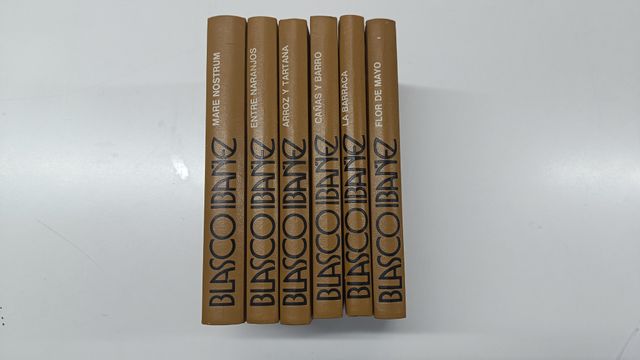 MARE NOSTRUM
BLASCO IBAÑEZ
ENTRE NARANJOS
BLASCO IBAÑEZ
ARROZ Y TARTANA
BLASCO IBAÑEZ
CAÑAS Y BARRO
BLASCO IBAÑEZ
LA BARRACA
BLASCO IBAÑEZ
FLOR DE MAYO
BLASCO IBAÑEZ